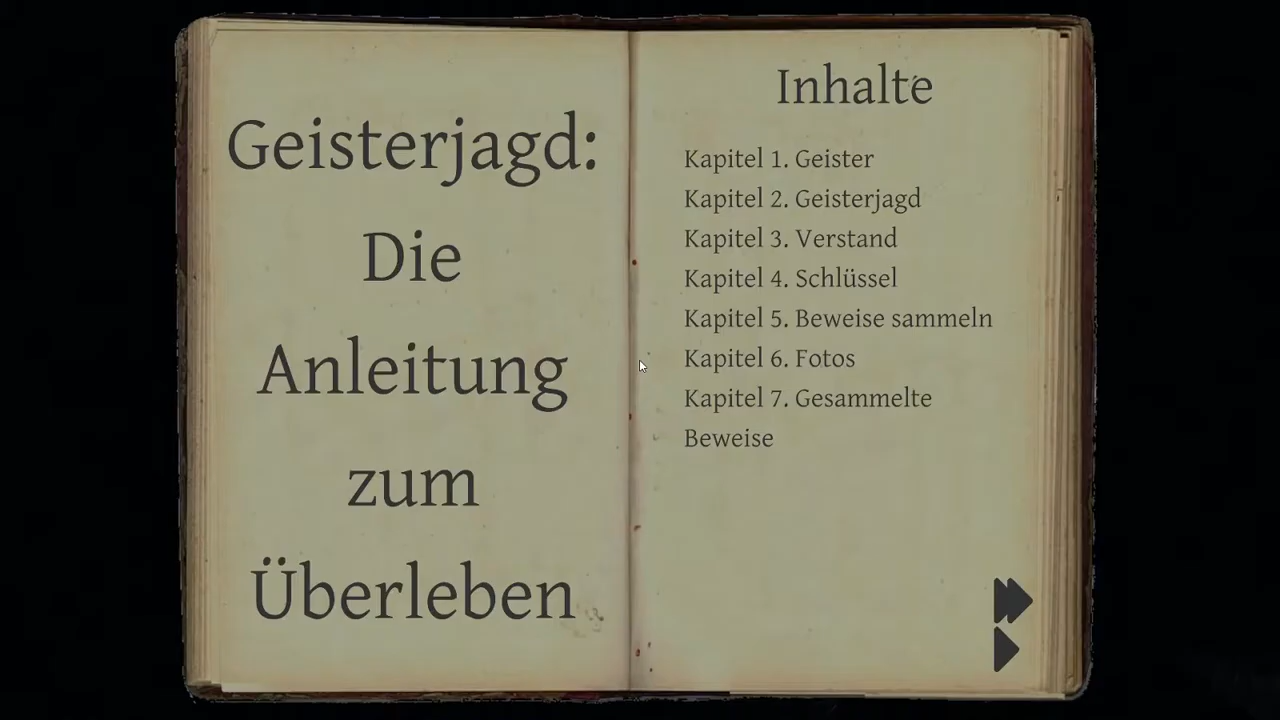 Geisterjagd:
Die
Anleitung
zum
Überleben
Inhalte
Kapitel 1. Geister
Kapitel 2. Geisterjagd
Kapitel 3. Verstand
Kapitel 4. Schlüssel
Kapitel 5. Beweise sammeln
Kapitel 6. Fotos
Kapitel 7. Gesammelte
Beweise